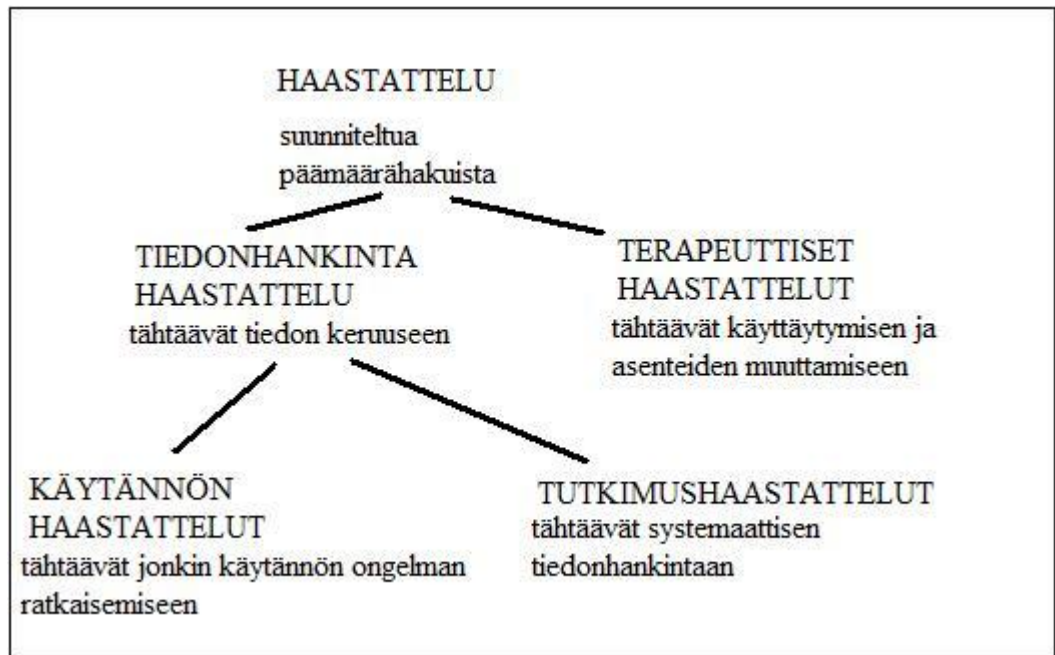 HAASTATTELU
suunniteltua
päämäärähakuista
TIEDONHANKINTA
HAASTATTELU
tähtäävät tiedon keruuseen
TERAPEUTTISET
HAASTATTELUT
tähtäävät käyttäytymisen ja
asenteiden muuttamiseen
KÄYTÄNNÖN
HAASTATTELUT
tähtäävät jonkin käytännön ongelman
ratkaisemiseen
TUTKIMUSHAASTATTELUT
tähtäävät systemaattisen
tiedonhankintaan